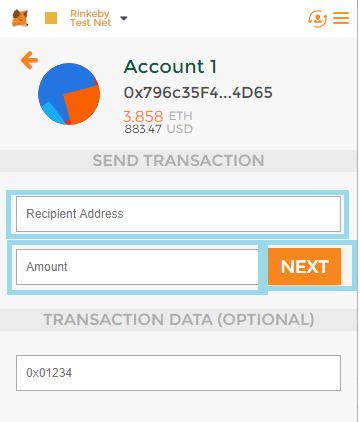 Rinkeby
Test Net
Account 1
0x796c35F4...4D65
3.858 ETH
883.47 USD
SEND TRANSACTION
Recipient Address
Amount
NEXT
TRANSACTION DATA (OPTIONAL)
0x01234